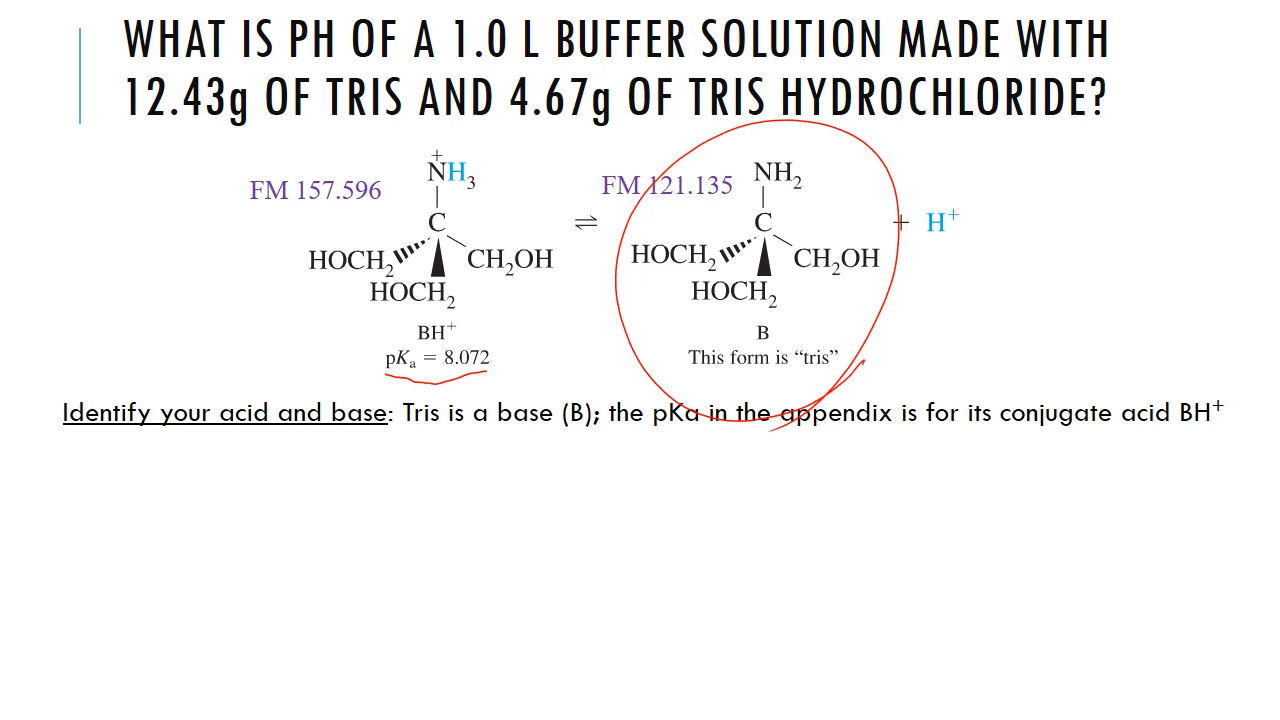 WHAT IS PH OF A 1.0 L BUFFER SOLUTION MADE WITH
12.43g OF TRIS AND 4.67g OF TRIS HYDROCHLORIDE?
+
NH₃
FM 157.596
C
HOCH₂
CH₂OH
HOCH₂
BH⁺
pKₐ = 8.072
⇌
FM 121.135
NH₂
C
HOCH₂
CH₂OH
HOCH₂
B
This form is “tris”
+ H⁺
Identify your acid and base: Tris is a base (B); the pKa in the appendix is for its conjugate acid BH⁺